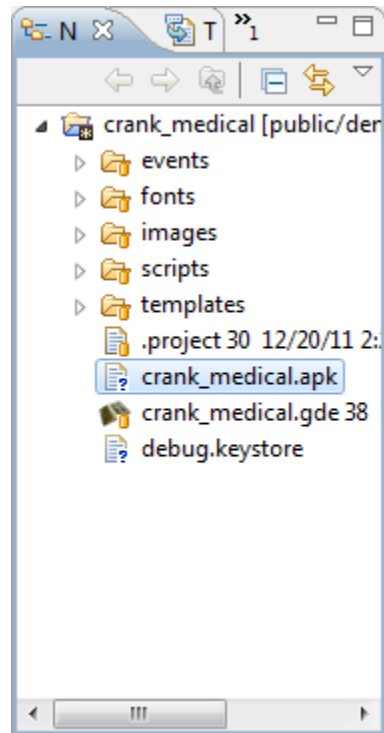 N T »1
crank_medical [public/der
events
fonts
images
scripts
templates
.project 30 12/20/11 2:
crank_medical.apk
crank_medical.gde 38
debug.keystore